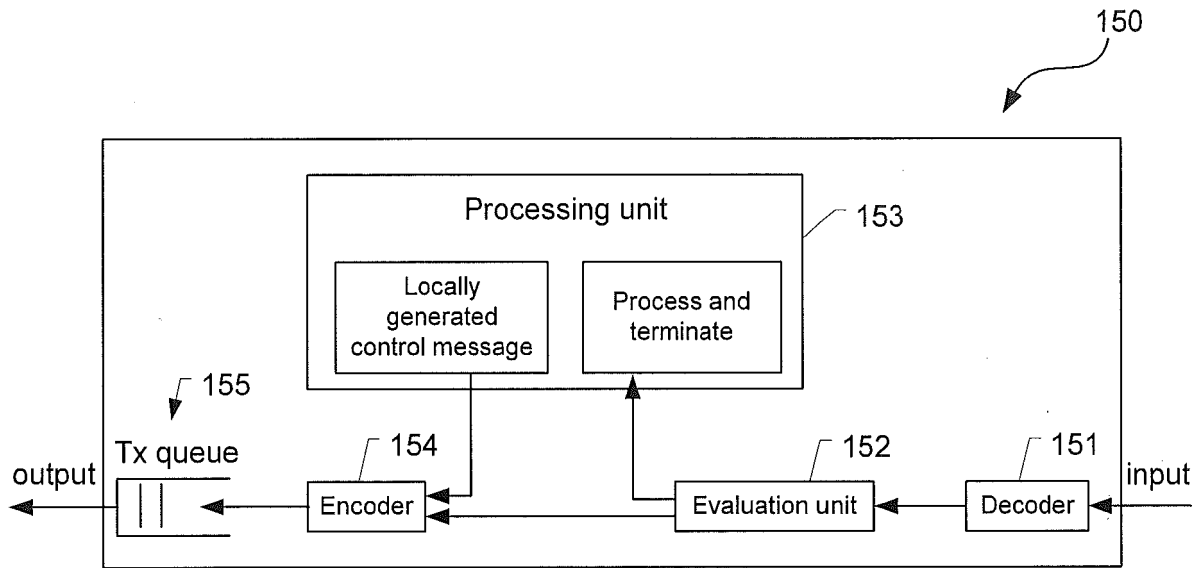 150
Processing unit
153
Locally
generated
control message
Process and
terminate
155
Tx queue
154
152
151
output
Encoder
Evaluation unit
Decoder
input